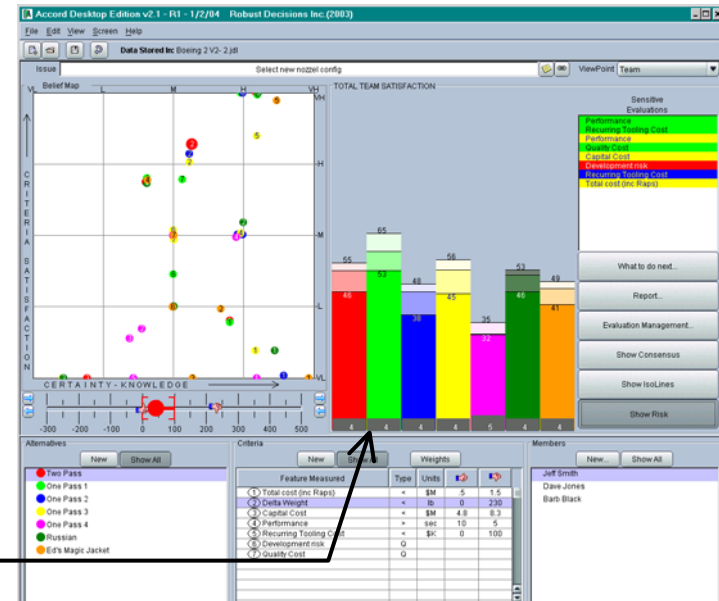 Accord Desktop Edition v2.1 - R1 - 1/2/04 Robust Decisions Inc.(2003)
File Edit View Screen Help
Data Stored In: Boeing 2 V2- 2.jdl
Issue Select new nozzel config ViewPoint Team
Belief Map
VL L M H VH
VH
H
M
L
VL
CRITERIA SATISFACTION
CERTAINTY - KNOWLEDGE
-300 -200 -100 0 100 200 300 400 500
TOTAL TEAM SATISFACTION
55 65 48 56 35 53 49
46 53 38 45 32 46 41
4 4 4 4 5 4 4
Sensitive
Evaluations
Performance
Recurring Tooling Cost
Performance
Quality Cost
Capital Cost
Development risk
Recurring Tooling Cost
Total cost (inc Raps)
What to do next...
Report...
Evaluation Management...
Show Consensus
Show IsoLines
Show Risk
Alternatives
New Show All
Two Pass
One Pass 1
One Pass 2
One Pass 3
One Pass 4
Russian
Ed's Magic Jacket
Criteria
New Show All Weights
Feature Measured Type Units
1 Total cost (inc Raps) < $M .5 1.5
2 Delta Weight < lb 0 230
3 Capital Cost < $M 4.8 8.3
4 Performance > sec 10 5
5 Recurring Tooling Cost < $K 0 100
6 Development risk Q
7 Quality Cost Q
Members
New... Show All
Jeff Smith
Dave Jones
Barb Black